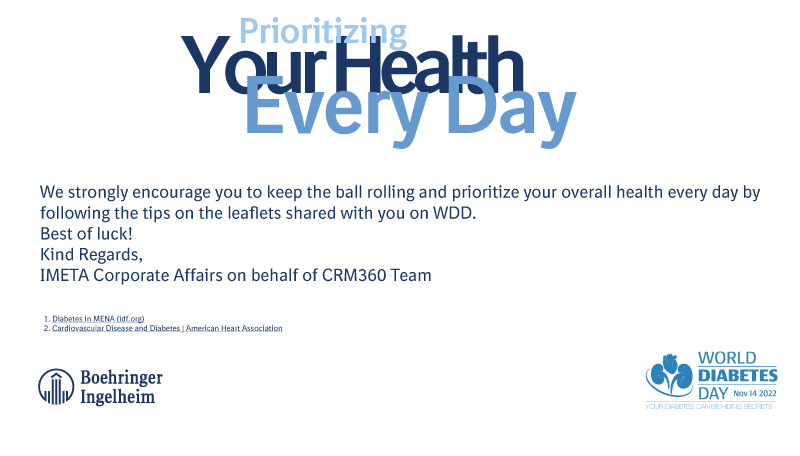 Prioritizing
Your Health
Every Day
We strongly encourage you to keep the ball rolling and prioritize your overall health every day by
following the tips on the leaflets shared with you on WDD.
Best of luck!
Kind Regards,
IMETA Corporate Affairs on behalf of CRM360 Team
1. Diabetes in MENA (idf.org)
2. Cardiovascular Disease and Diabetes | American Heart Association
Boehringer
Ingelheim
WORLD
DIABETES
DAY Nov 14 2022
YOUR DIABETES CAN BE HIDING SECRETS